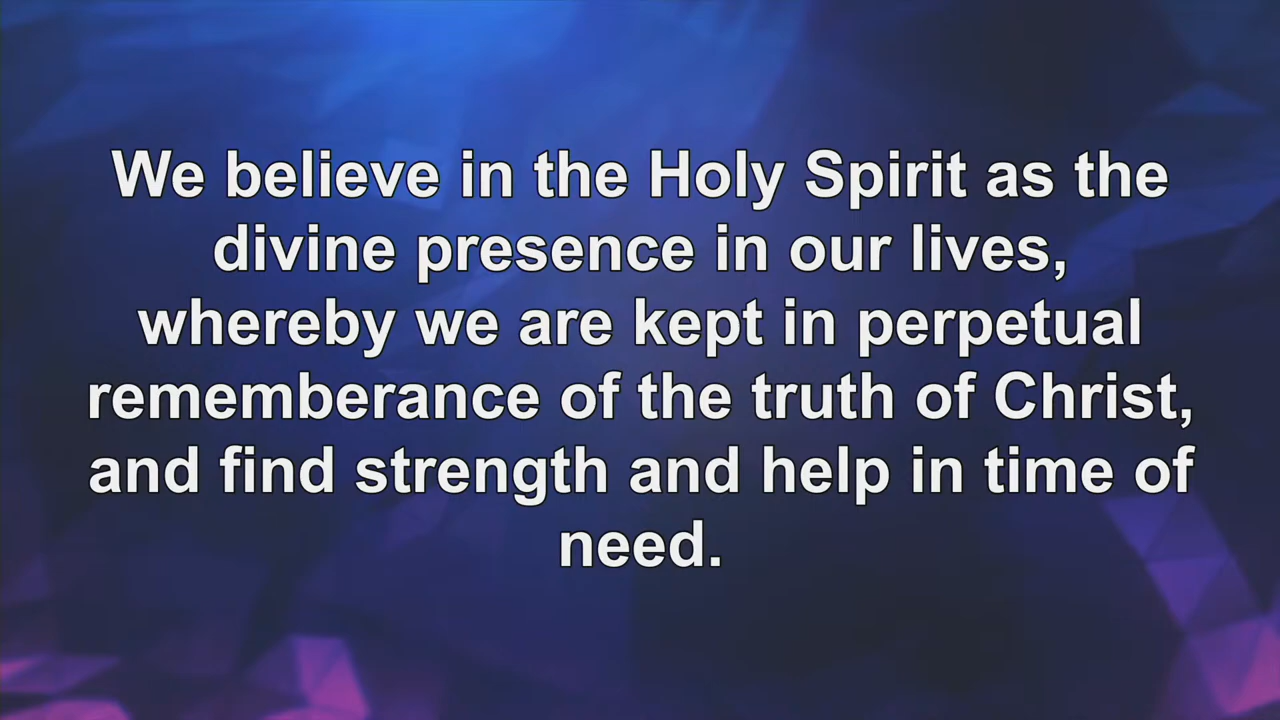 We believe in the Holy Spirit as the
divine presence in our lives,
whereby we are kept in perpetual
rememberance of the truth of Christ,
and find strength and help in time of
need.